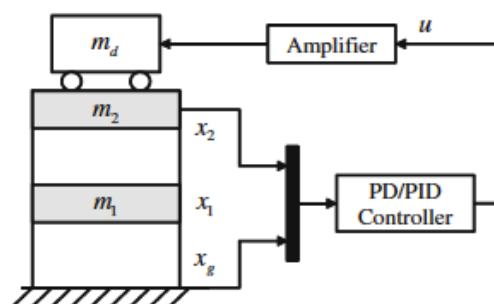 m_d
Amplifier
u
m_2
x_2
m_1
x_1
PD/PID
Controller
x_g